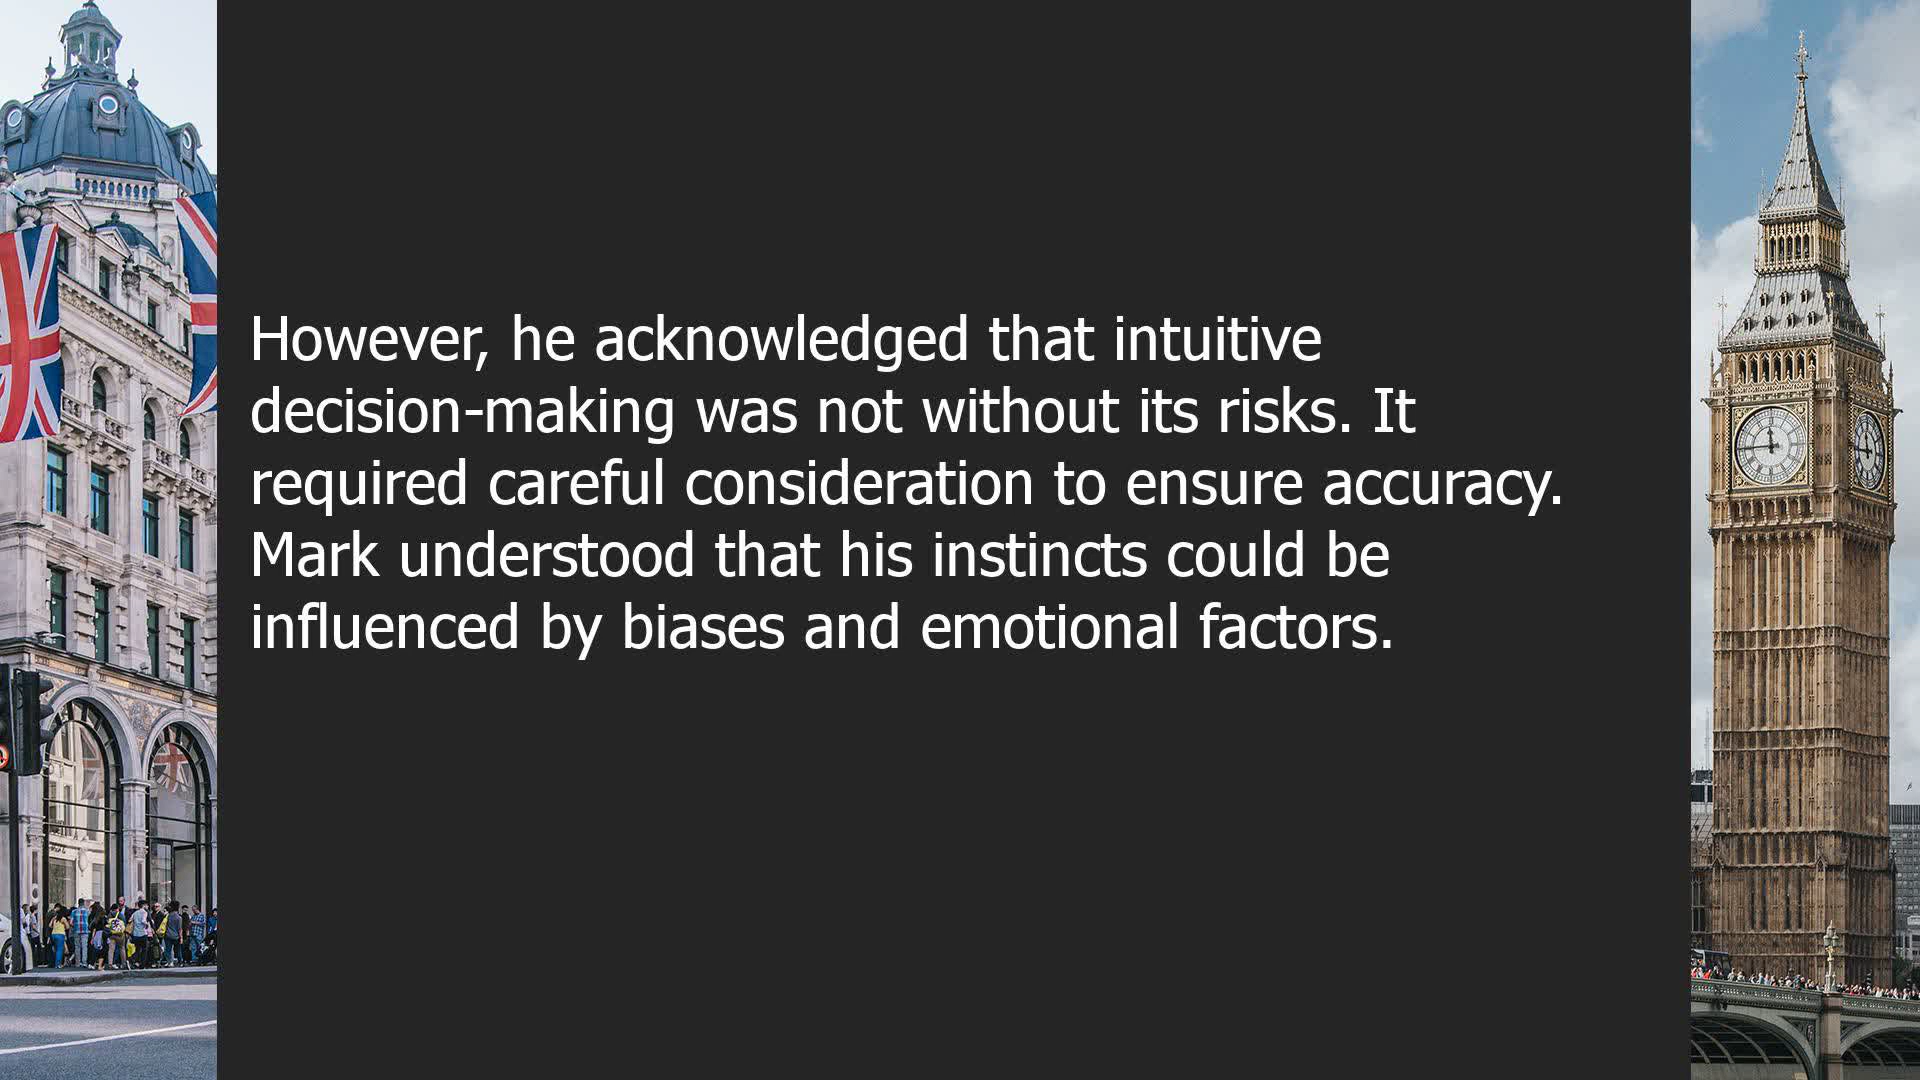 However, he acknowledged that intuitive
decision-making was not without its risks. It
required careful consideration to ensure accuracy.
Mark understood that his instincts could be
influenced by biases and emotional factors.